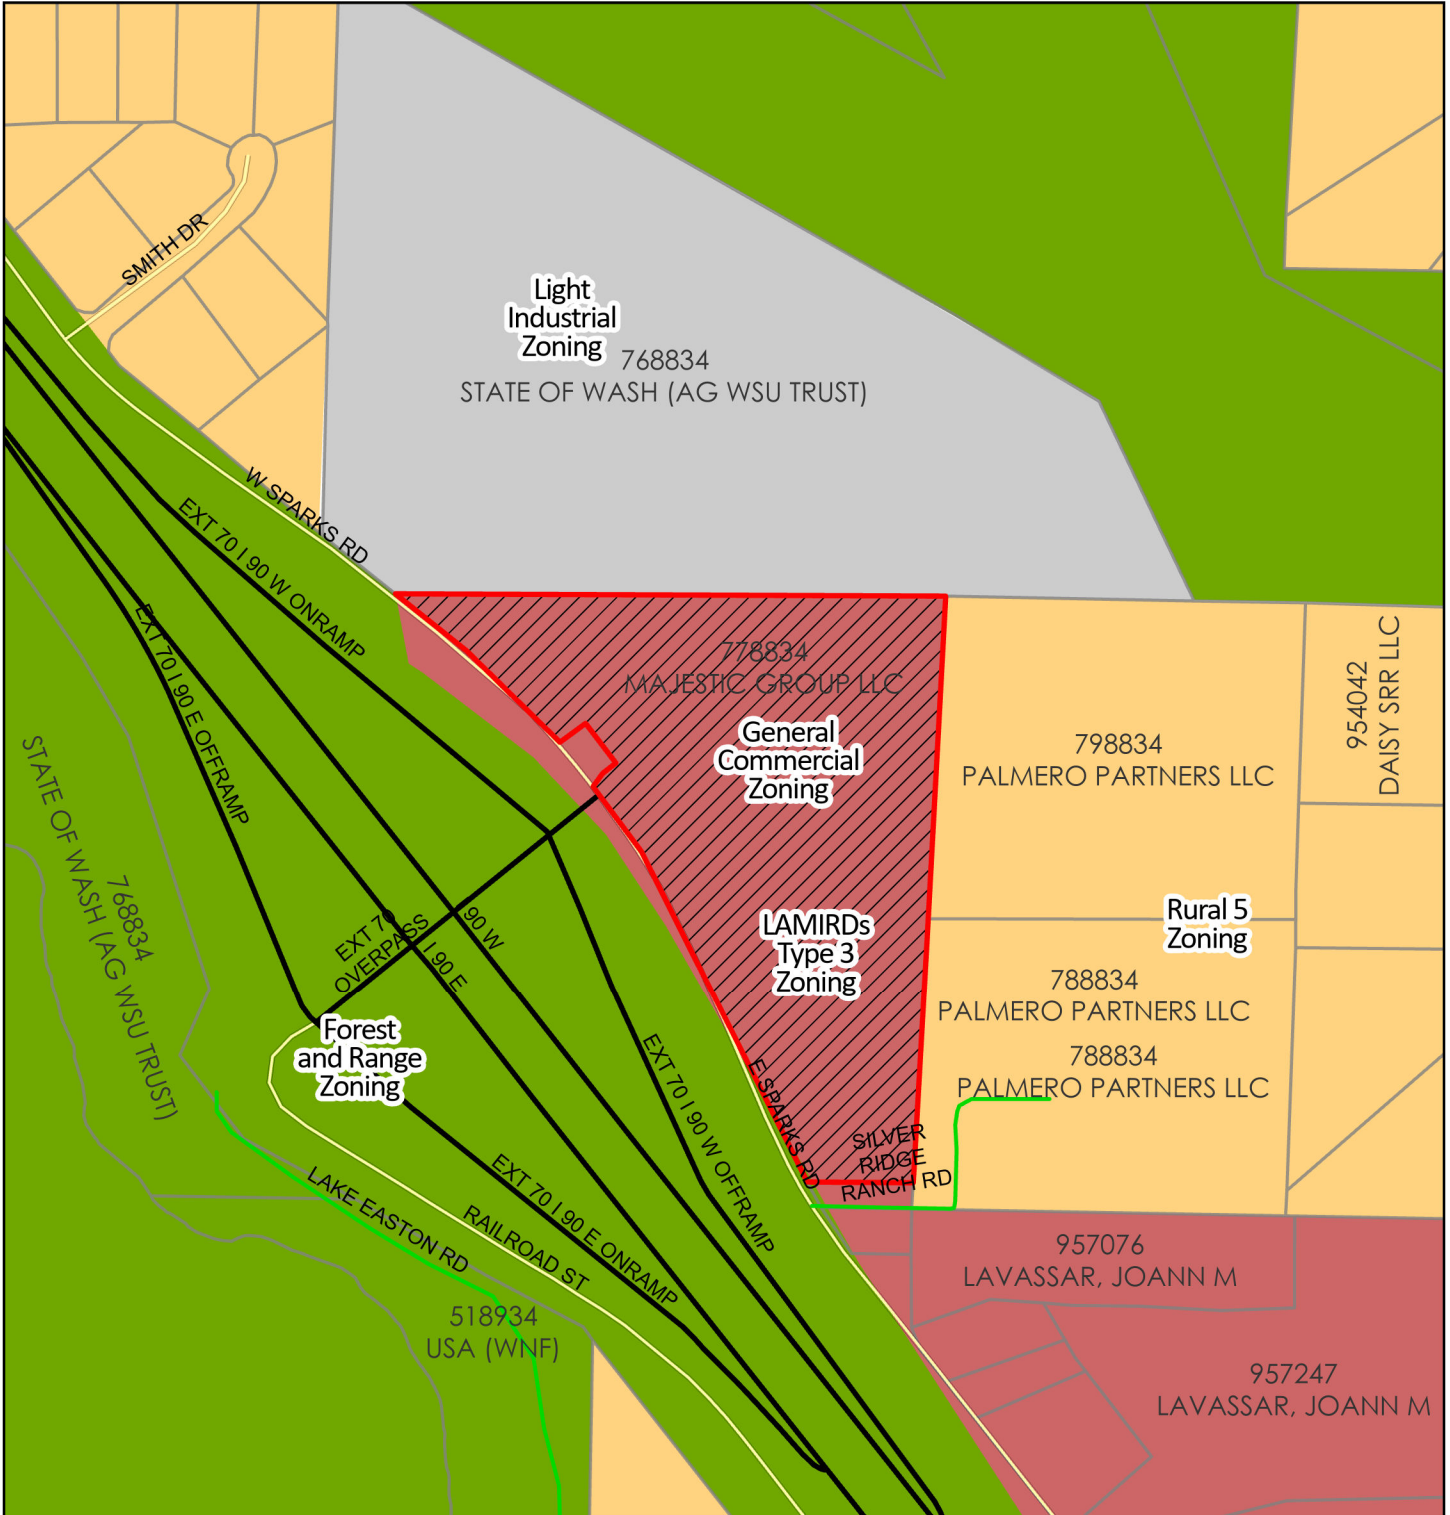 SMITH DR
Light
Industrial
Zoning
768834
STATE OF WASH (AG WSU TRUST)
W SPARKS RD
EXT 70 I 90 W ONRAMP
EXT 70 I 90 E OFFRAMP
778834
MAJESTIC GROUP LLC
General
Commercial
Zoning
798834
PALMERO PARTNERS LLC
954042
DAISY SRR LLC
STATE OF WASH (AG WSU TRUST)
768834
EXT 70
OVERPASS
90 W
I 90 E
LAMIRDs
Type 3
Zoning
Rural 5
Zoning
788834
PALMERO PARTNERS LLC
788834
PALMERO PARTNERS LLC
Forest
and Range
Zoning
EXT 70 I 90 W OFFRAMP
E SPARKS RD
SILVER
RIDGE
RANCH RD
LAKE EASTON RD
RAILROAD ST
EXT 70 I 90 E ONRAMP
957076
LAVASSAR, JOANN M
518934
USA (WNF)
957247
LAVASSAR, JOANN M